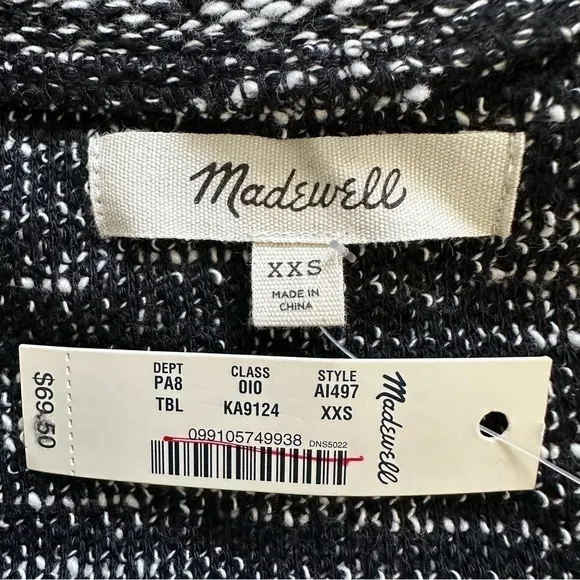 Madewell
XXS
MADE IN
CHINA
DEPT CLASS STYLE
PA8 010 AI497
TBL KA9124 XXS
099105749938 DNS5022
Madewell
$69.50